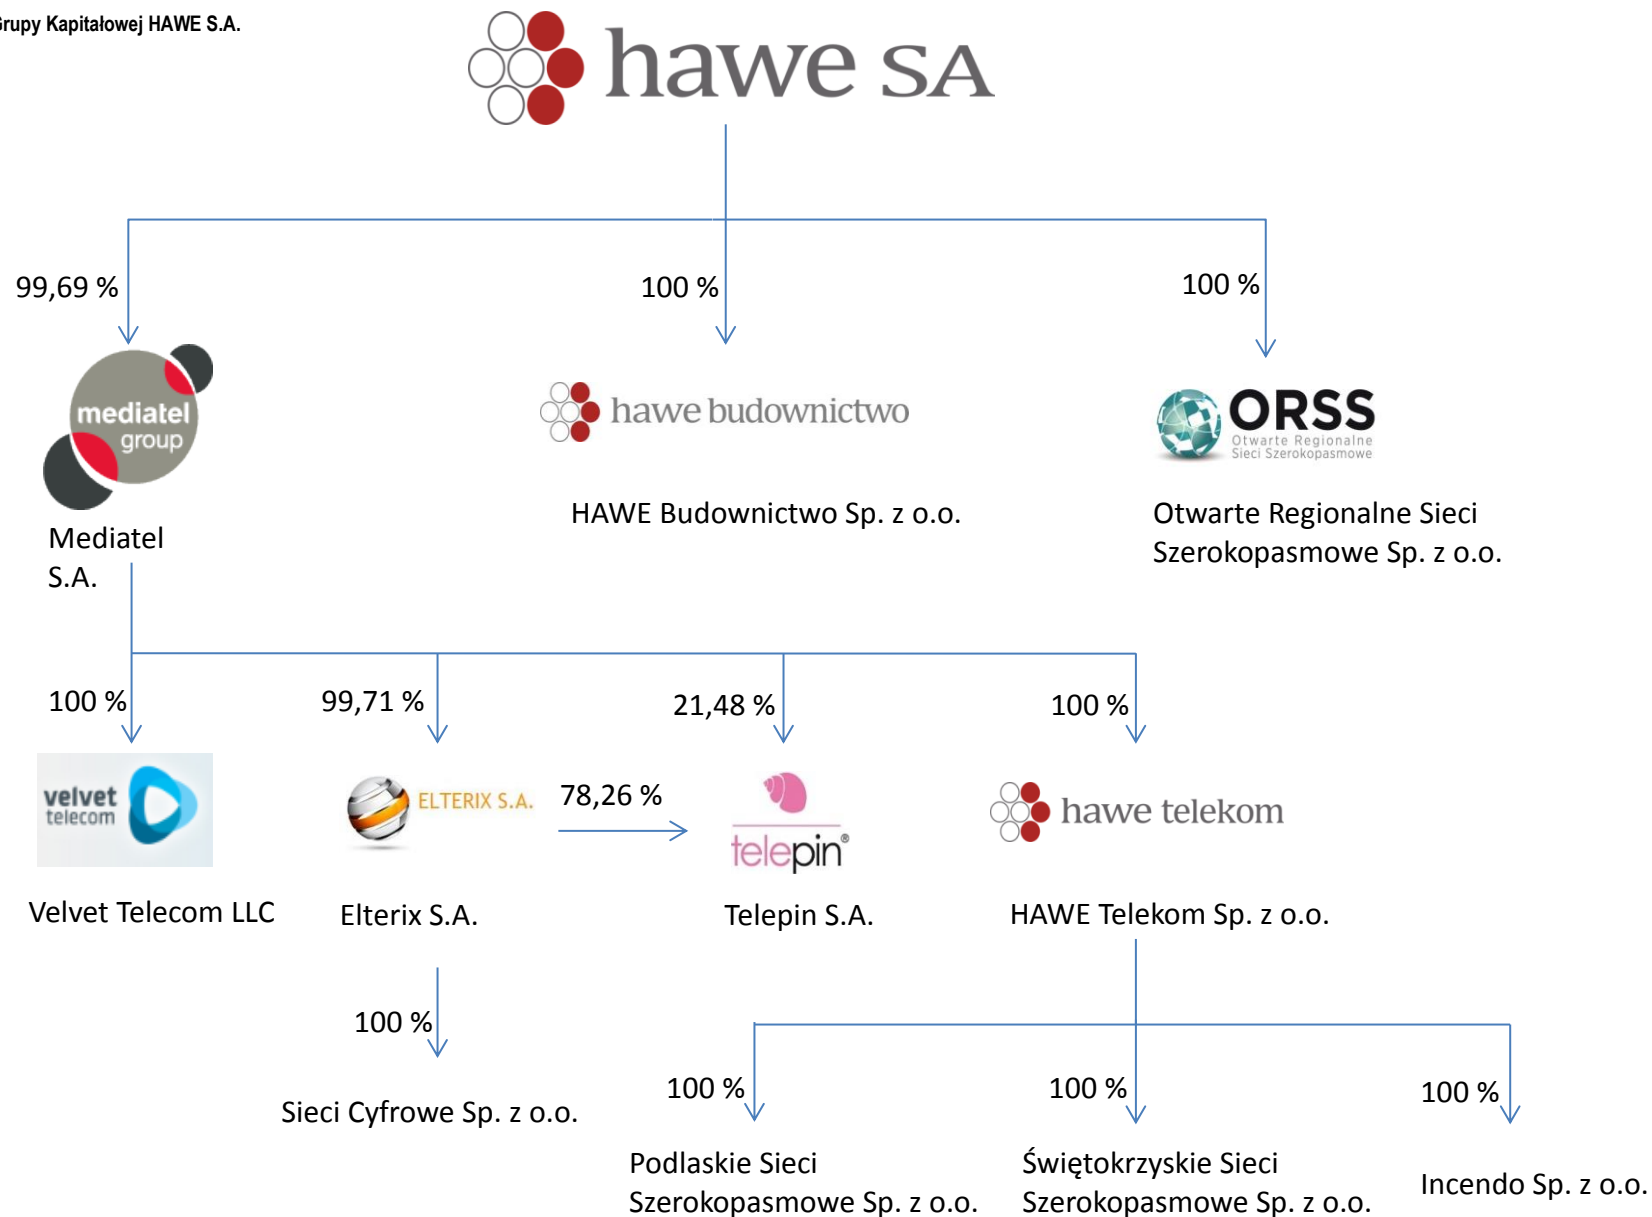 Grupy Kapitałowej HAWE S.A.
hawe SA
99,69 %
100 %
100 %
mediatel
group
hawe budownictwo
ORSS
Otwarte Regionalne
Sieci Szerokopasmowe
Mediatel
S.A.
HAWE Budownictwo Sp. z o.o.
Otwarte Regionalne Sieci
Szerokopasmowe Sp. z o.o.
100 %
99,71 %
21,48 %
100 %
velvet
telecom
ELTERIX S.A.
78,26 %
telepin®
hawe telekom
Velvet Telecom LLC
Elterix S.A.
Telepin S.A.
HAWE Telekom Sp. z o.o.
100 %
Sieci Cyfrowe Sp. z o.o.
100 %
100 %
100 %
Podlaskie Sieci
Szerokopasmowe Sp. z o.o.
Świętokrzyskie Sieci
Szerokopasmowe Sp. z o.o.
Incendo Sp. z o.o.